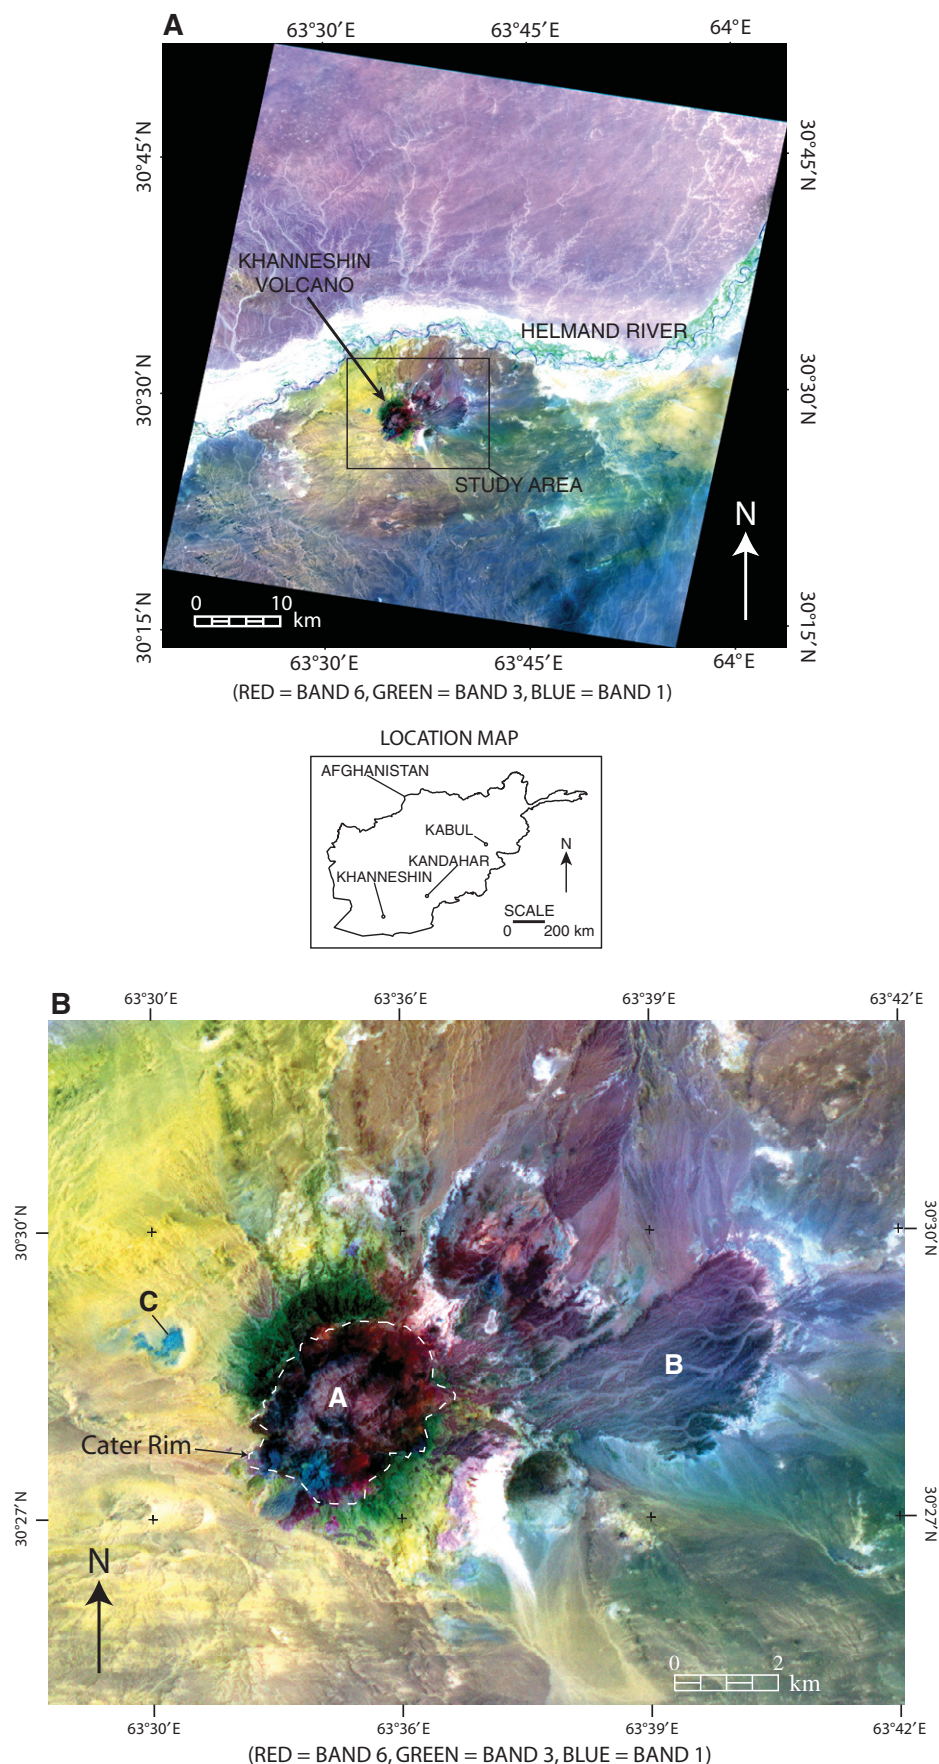 A
63°30′E 63°45′E 64°E
30°45′N
30°45′N
KHANNESHIN
VOLCANO
HELMAND RIVER
30°30′N
30°30′N
STUDY AREA
N
0 10
km
30°15′N
30°15′N
63°30′E 63°45′E 64°E
(RED = BAND 6, GREEN = BAND 3, BLUE = BAND 1)
LOCATION MAP
AFGHANISTAN
KABUL
N
KANDAHAR
KHANNESHIN
SCALE
0 200 km
B
63°30′E 63°36′E 63°39′E 63°42′E
30°30′N
30°30′N
C
B
A
Cater Rim
30°27′N
30°27′N
N
0 2
km
63°30′E 63°36′E 63°39′E 63°42′E
(RED = BAND 6, GREEN = BAND 3, BLUE = BAND 1)